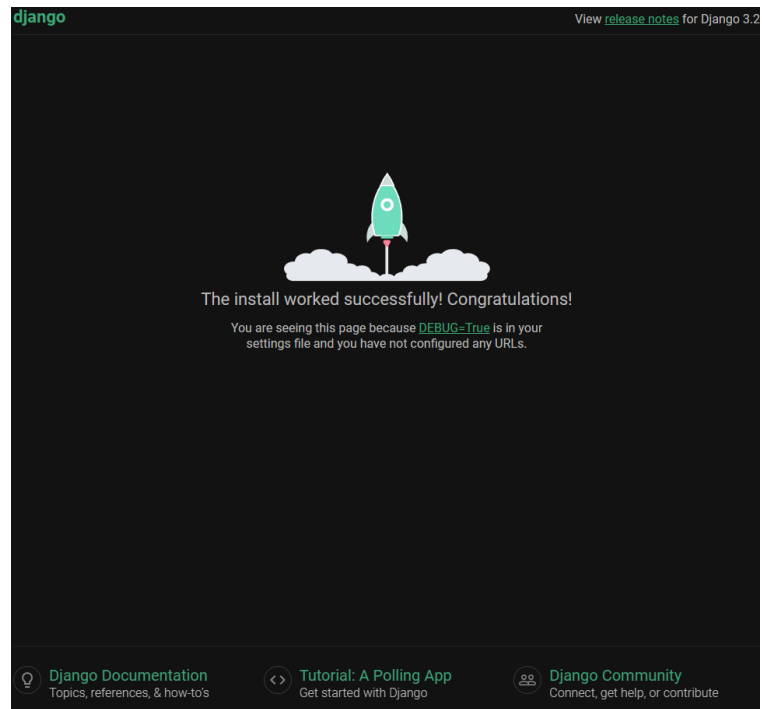 django
View release notes for Django 3.2
The install worked successfully! Congratulations!
You are seeing this page because DEBUG=True is in your
settings file and you have not configured any URLs.
Django Documentation
Topics, references, & how-to's
Tutorial: A Polling App
Get started with Django
Django Community
Connect, get help, or contribute